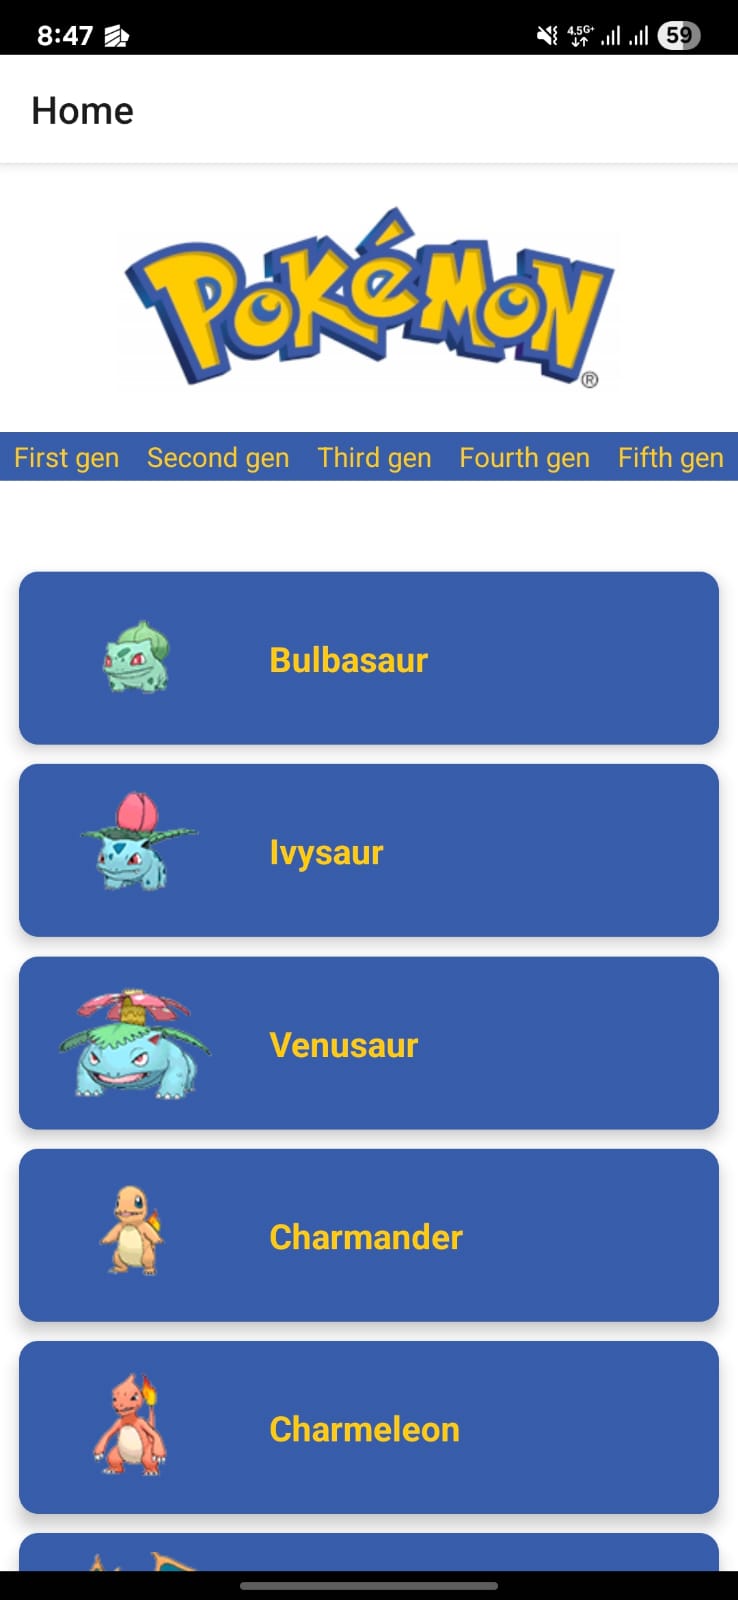 8:47 4.5G+ 59
Home
POKéMON ®
First gen Second gen Third gen Fourth gen Fifth gen
Bulbasaur
Ivysaur
Venusaur
Charmander
Charmeleon